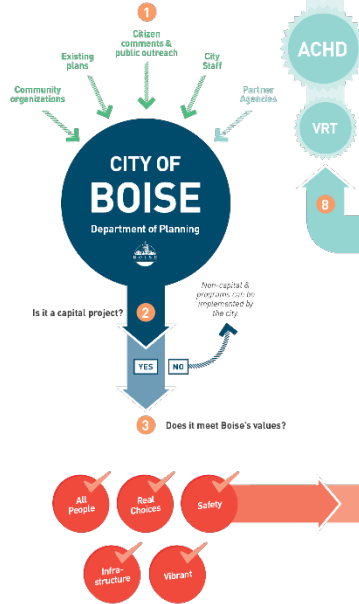 1
Citizen
comments &
public outreach
Existing
plans
City
Staff
Community
organizations
Partner
Agencies
ACHD
VRT
8
CITY OF
BOISE
Department of Planning
BOISE
Is it a capital project?
2
Non-capital &
programs can be
implemented by
the city.
YES
NO
3
Does it meet Boise's values?
All
People
Real
Choices
Safety
Infra-
structure
Vibrant